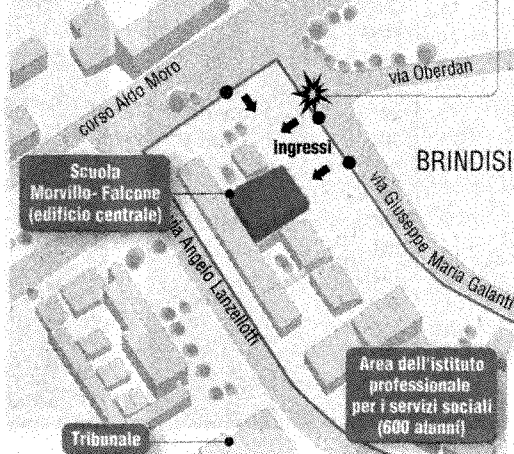 corso Aldo Moro
via Oberdan
ingressi
BRINDISI
Scuola
Morvillo- Falcone
(edificio centrale)
via Giuseppe Maria Galanti
via Angelo Lanzellotti
Area dell'istituto
professionale
per i servizi sociali
(600 alunni)
Tribunale